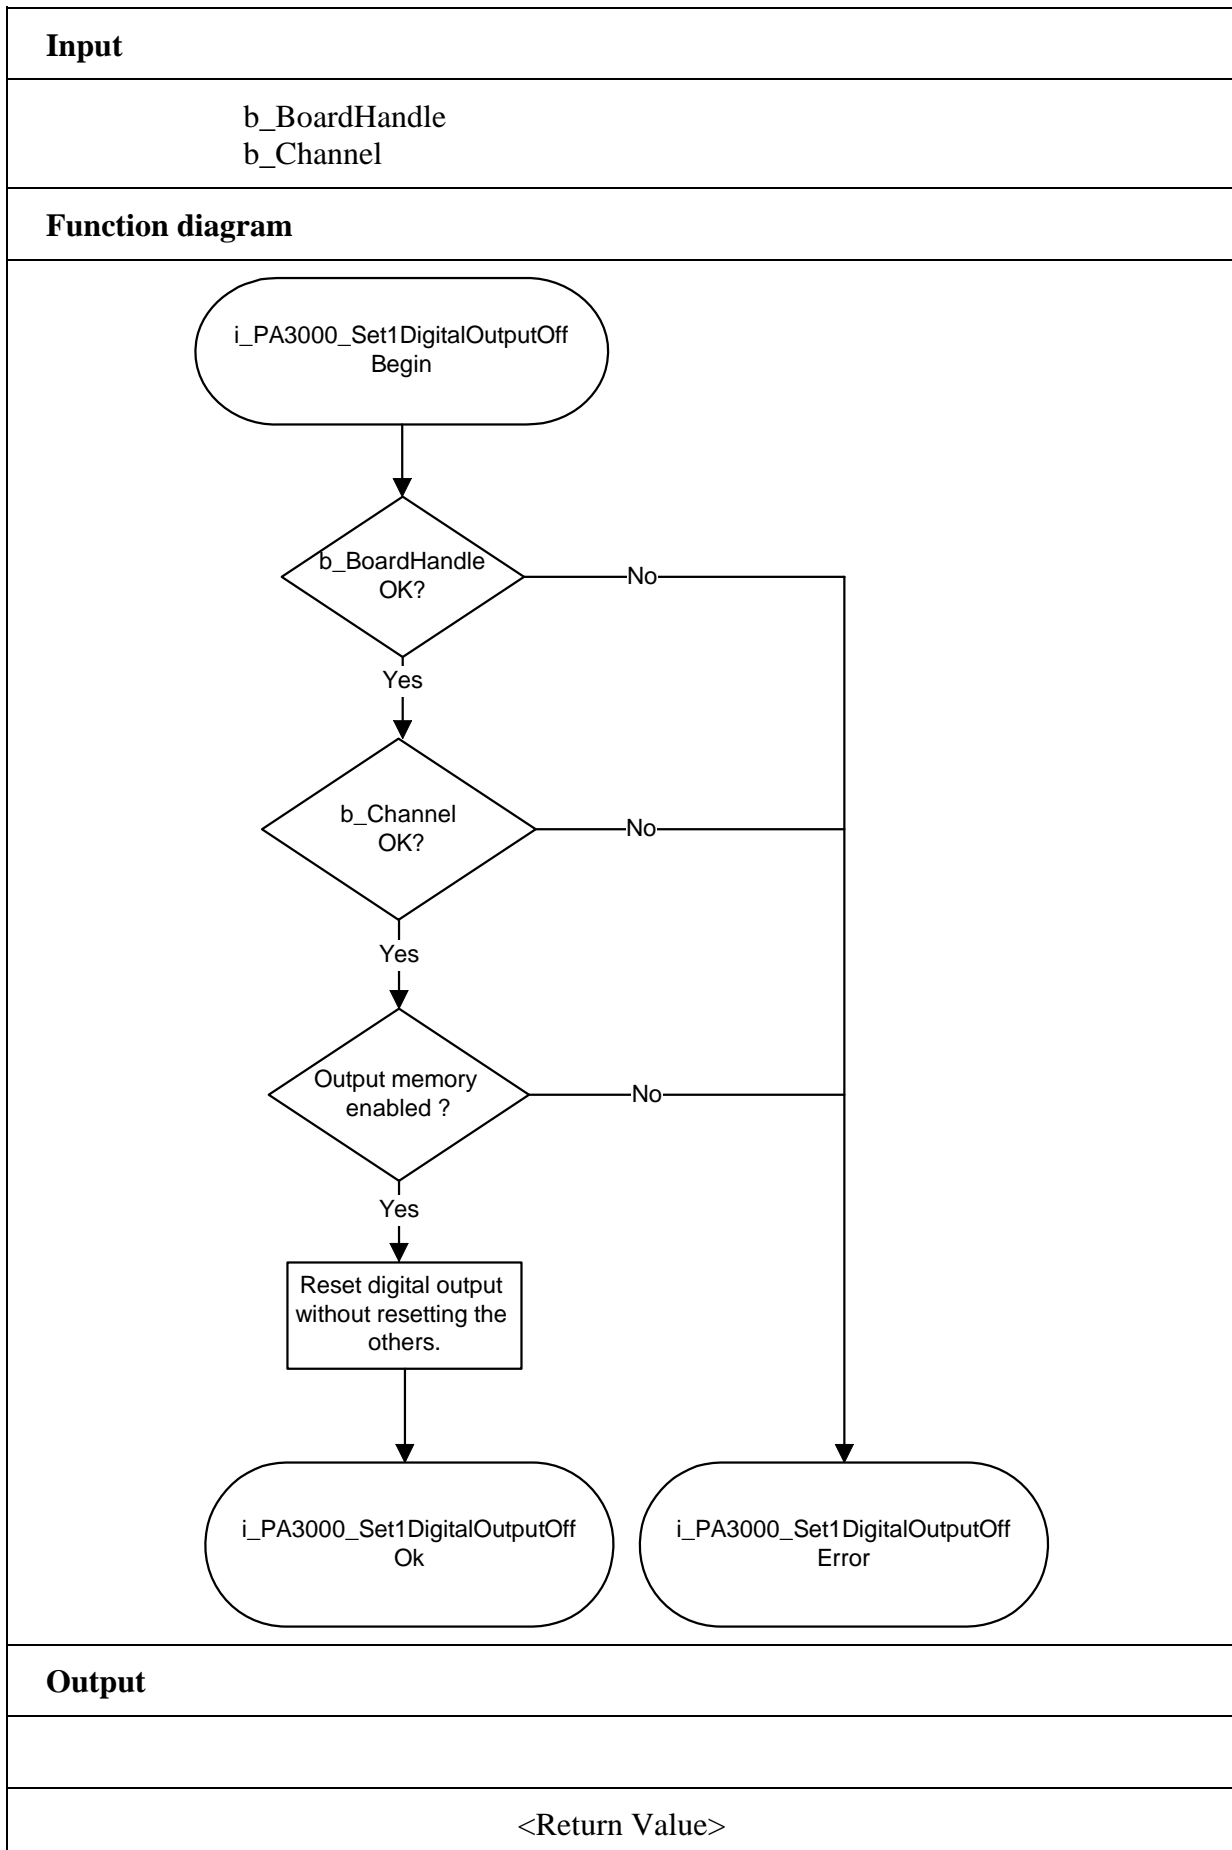 Input
b_BoardHandle
b_Channel
Function diagram
i_PA3000_Set1DigitalOutputOff
Begin
b_BoardHandle
OK?
No
Yes
b_Channel
OK?
No
Yes
Output memory
enabled ?
No
Yes
Reset digital output
without resetting the
others.
i_PA3000_Set1DigitalOutputOff
Ok
i_PA3000_Set1DigitalOutputOff
Error
Output
<Return Value>